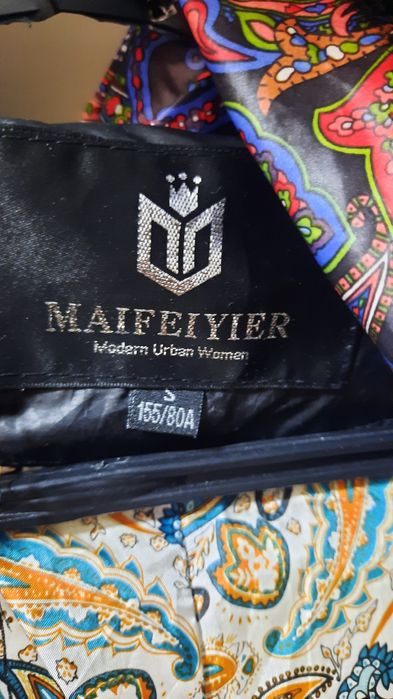 MAIFEIYIER
Modern Urban Women
S
155/80A